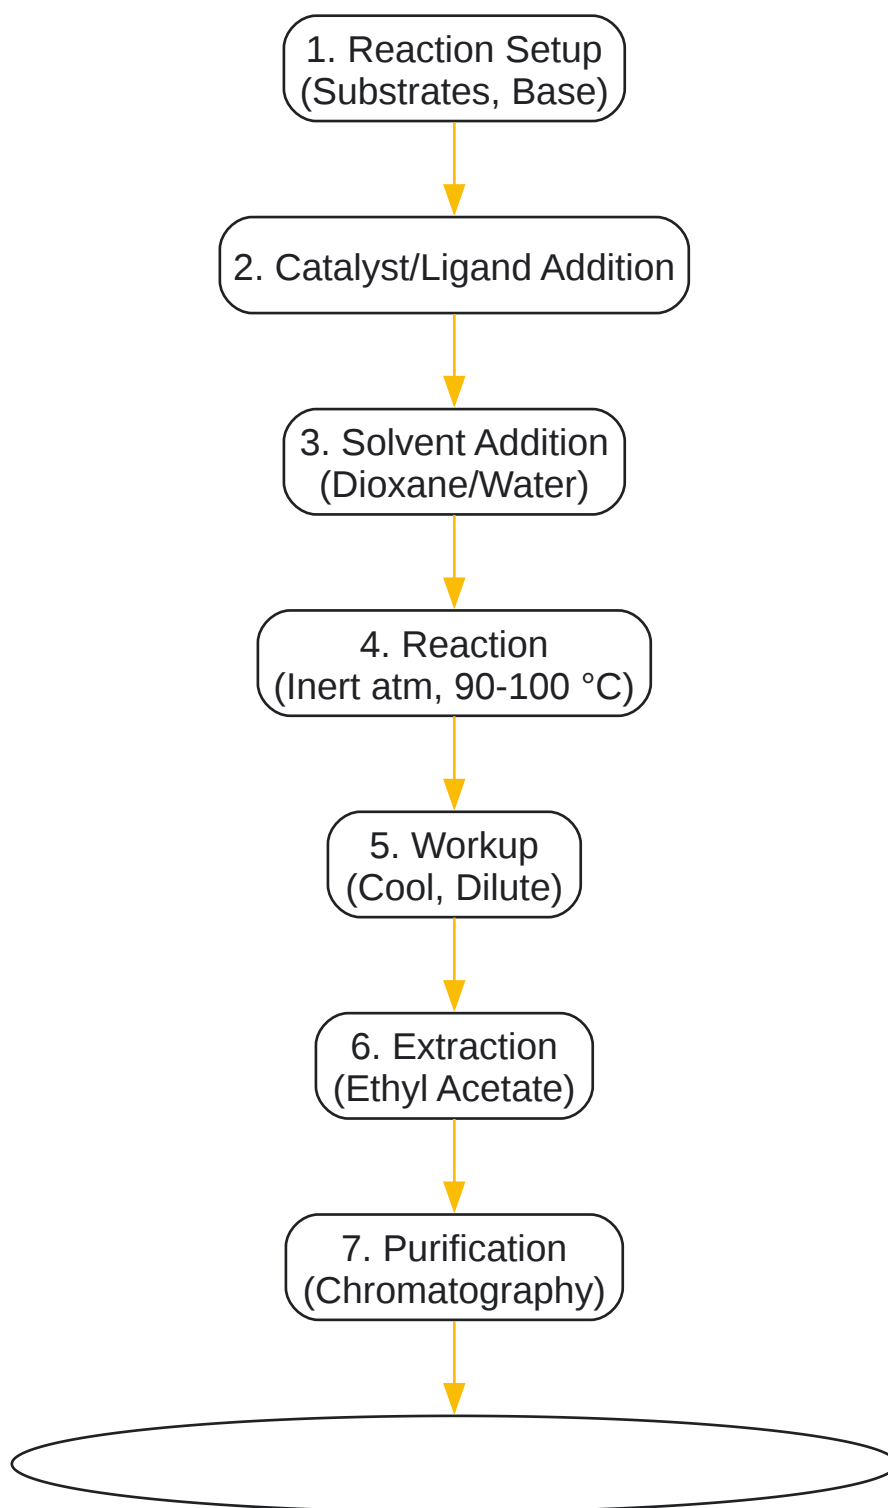 1. Reaction Setup
(Substrates, Base)
2. Catalyst/Ligand Addition
3. Solvent Addition
(Dioxane/Water)
4. Reaction
(Inert atm, 90-100 °C)
5. Workup
(Cool, Dilute)
6. Extraction
(Ethyl Acetate)
7. Purification
(Chromatography)